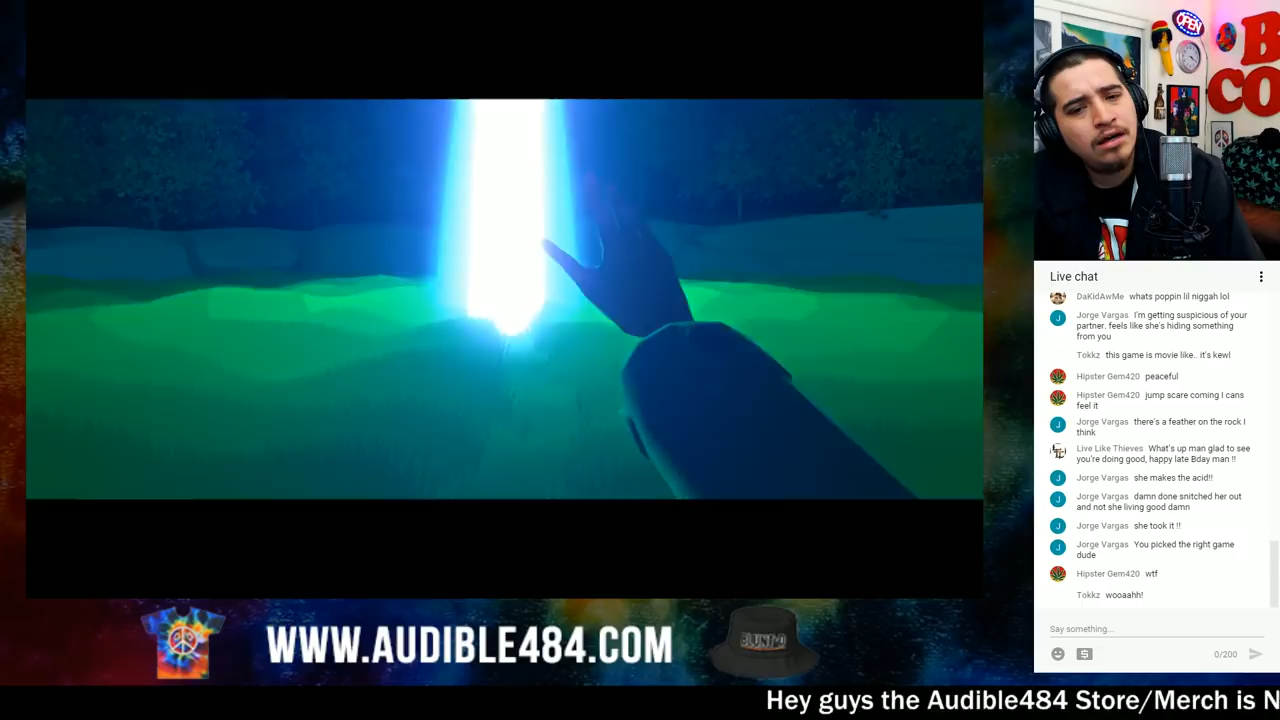 OPEN
B
CO
Live chat
DaKidAwMe whats poppin lil niggah lol
Jorge Vargas I'm getting suspicious of your
partner. feels like she's hiding something
from you
Tokkz this game is movie like.. it's kewl
Hipster Gem420 peaceful
Hipster Gem420 jump scare coming I cans
feel it
Jorge Vargas there's a feather on the rock I
think
Live Like Thieves What's up man glad to see
you're doing good, happy late Bday man !!
Jorge Vargas she makes the acid!!
Jorge Vargas damn done snitched her out
and not she living good damn
Jorge Vargas she took it !!
Jorge Vargas You picked the right game
dude
Hipster Gem420 wtf
Tokkz wooaahh!
Say something...
0/200
WWW.AUDIBLE484.COM
Hey guys the Audible484 Store/Merch is N